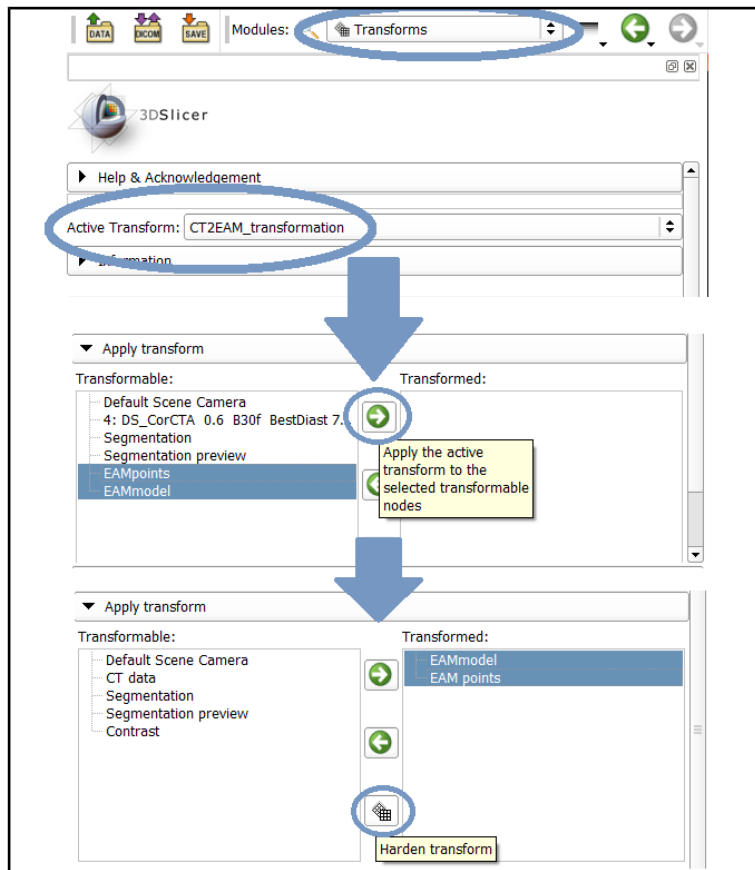 DATA DICOM SAVE Modules: Transforms
3DSlicer
Help & Acknowledgement
Active Transform: CT2EAM_transformation
Information
Apply transform
Transformable: Transformed:
Default Scene Camera
4: DS_CorCTA 0.6 B30f BestDiast 7...
Segmentation
Segmentation preview
EAMpoints
EAMmodel
Apply the active
transform to the
selected transformable
nodes
Apply transform
Transformable: Transformed:
Default Scene Camera EAMmodel
CT data EAM points
Segmentation
Segmentation preview
Contrast
Harden transform